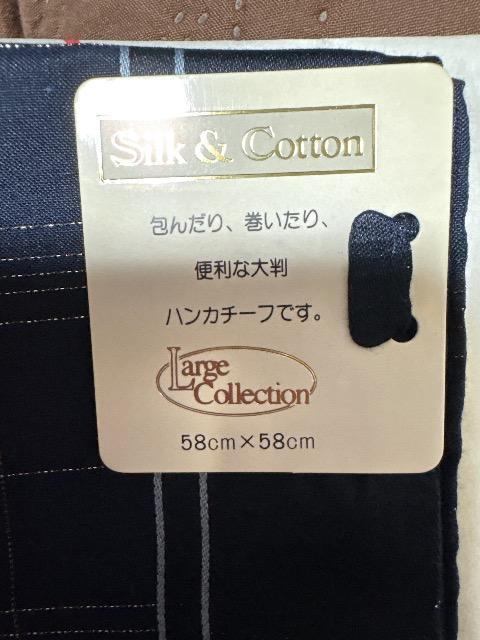 Silk & Cotton
包んだり、巻いたり、
便利な大判
ハンカチーフです。
Large
Collection
58cm×58cm